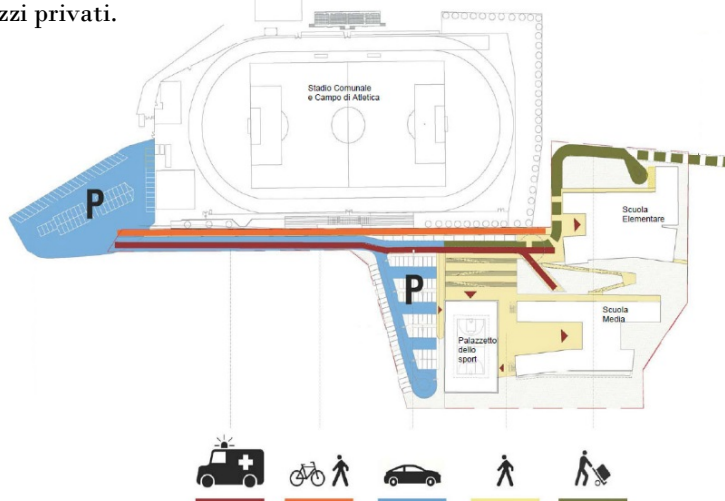 zzi privati.
Stadio Comunale
e Campo di Atletica
P
Scuola
Elementare
P
Scuola
Media
Palazzetto
dello
sport